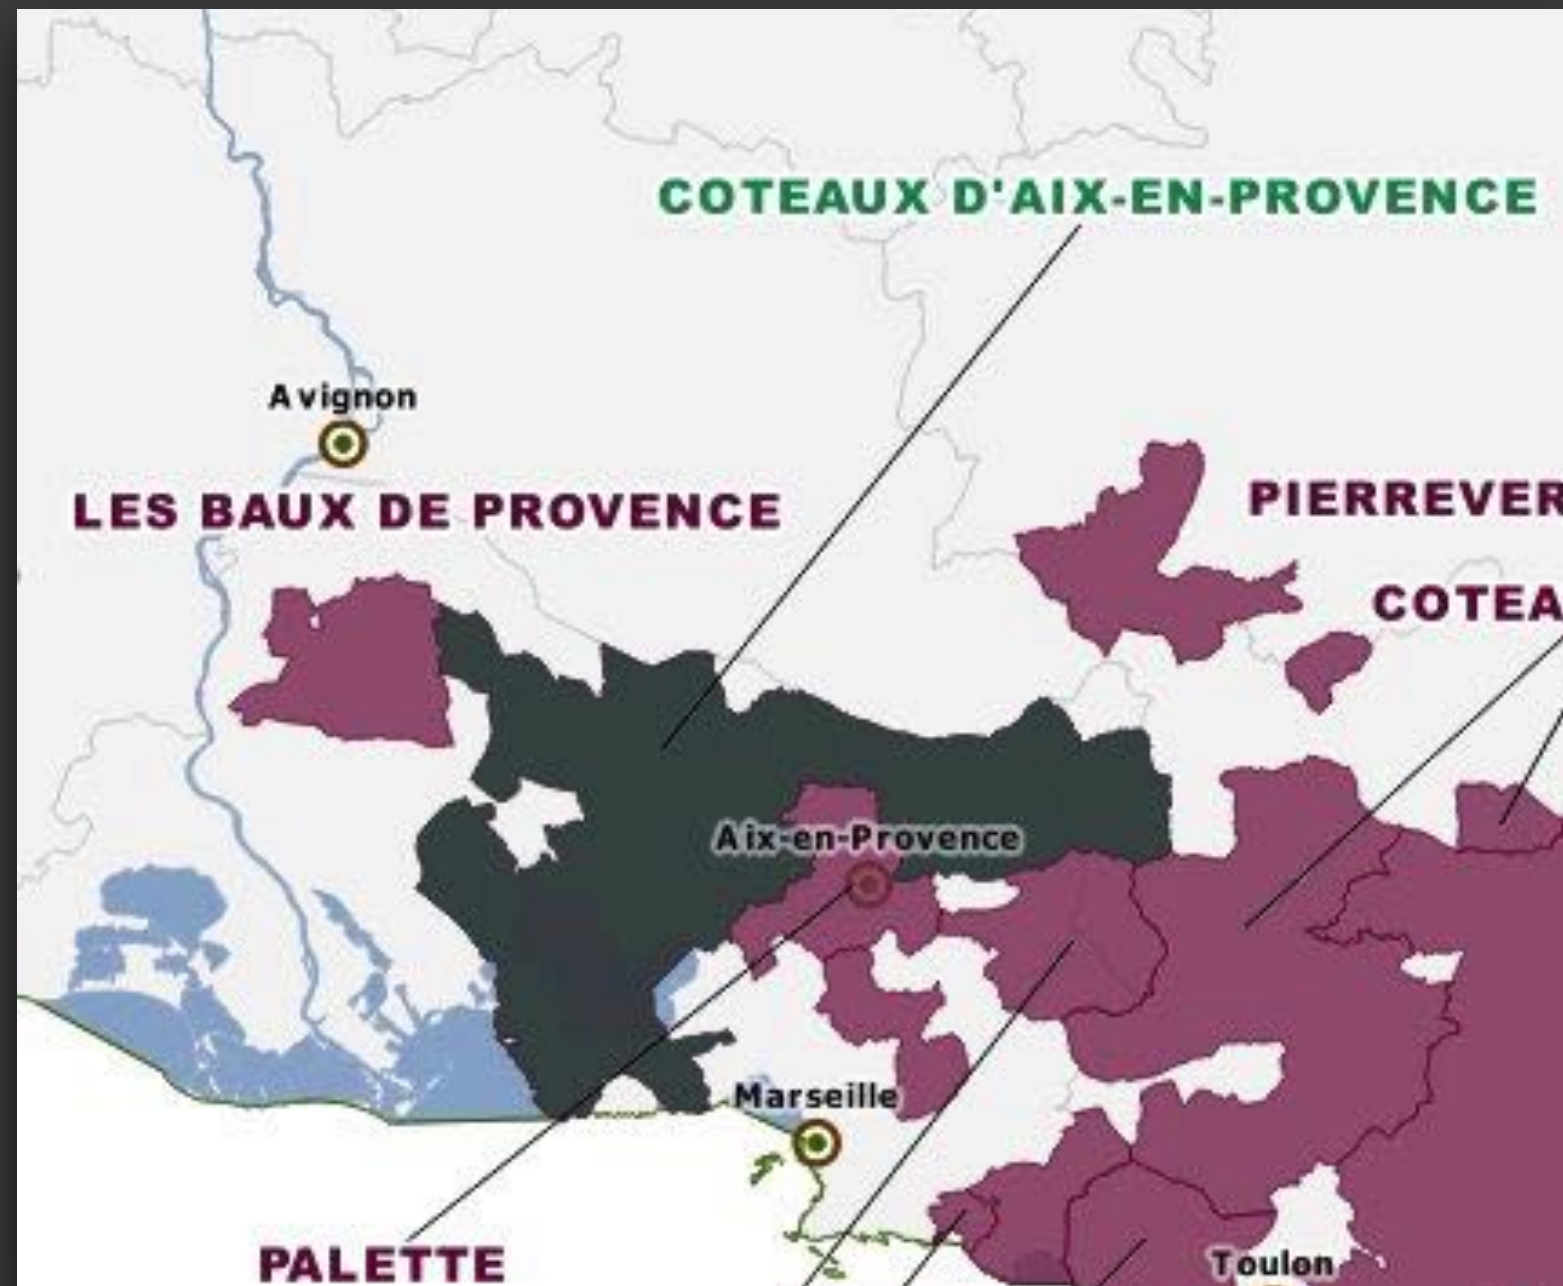 COTEAUX D'AIX-EN-PROVENCE
Avignon
LES BAUX DE PROVENCE
PIERREVER
COTEA
Aix-en-Provence
Marseille
PALETTE
Toulon